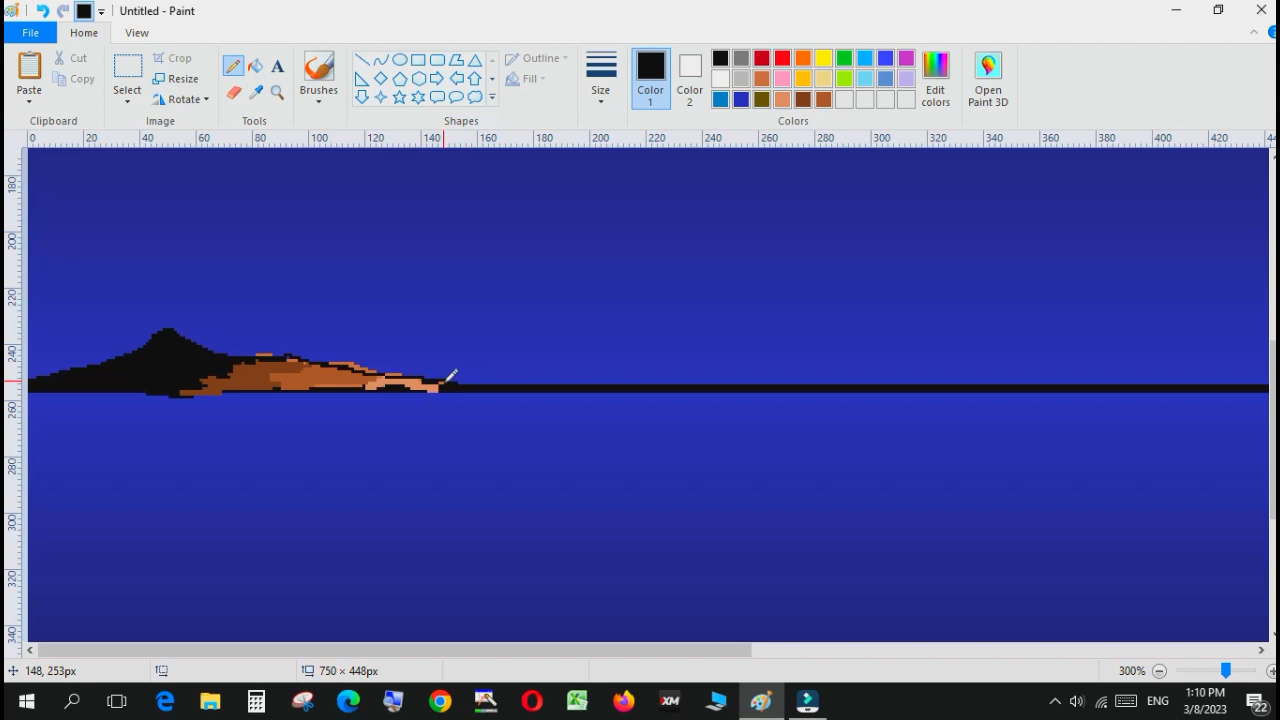 Untitled - Paint
File Home View
Paste
Cut
Copy
Clipboard
Select
Crop
Resize
Rotate
Image
A
Tools
Brushes
Outline
Fill
Shapes
Size
Color 1
Color 2
Edit colors
Colors
Open Paint 3D
0 20 40 60 80 100 120 140 160 180 200 220 240 260 280 300 320 340 360 380 400 420
180
200
220
240
260
280
300
320
340
148, 253px
750 × 448px
300%
XM
ENG
1:10 PM
3/8/2023
22